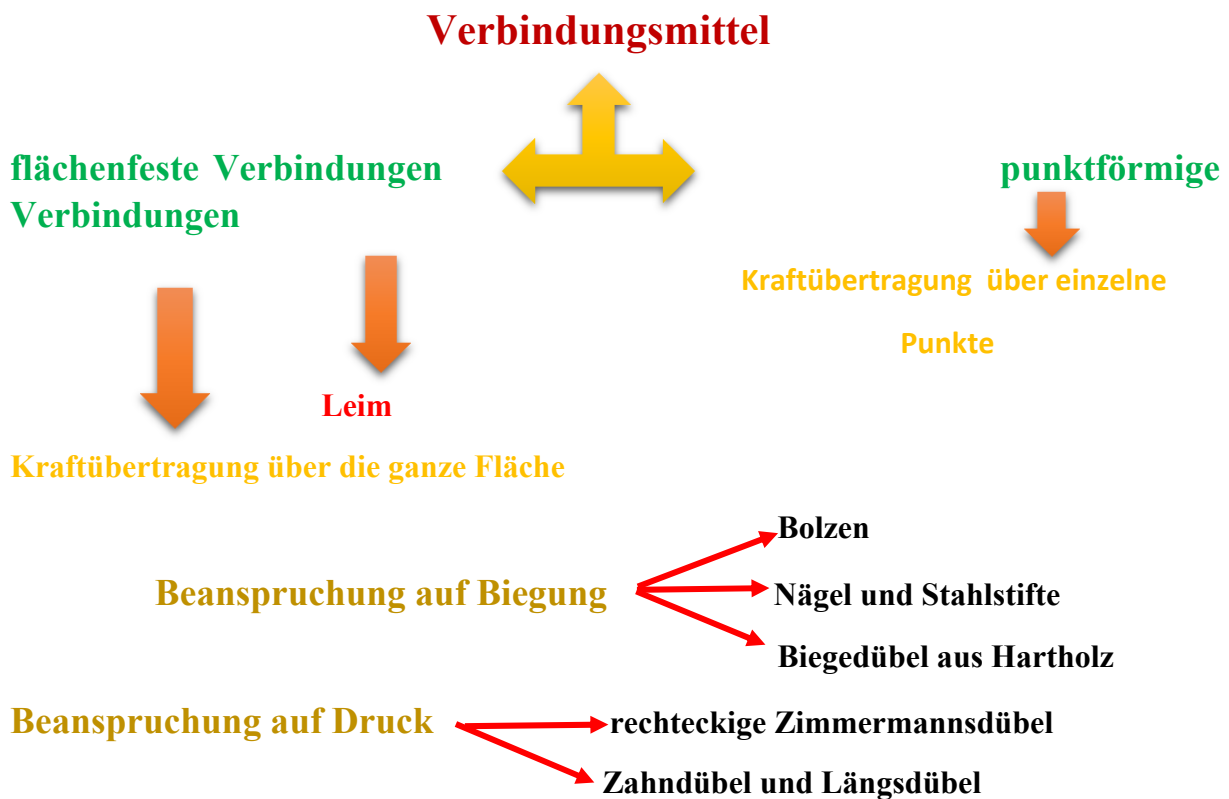 Verbindungsmittel
flächenfeste Verbindungen punktförmige
Verbindungen
Kraftübertragung über einzelne
Punkte
Leim
Kraftübertragung über die ganze Fläche
Bolzen
Beanspruchung auf Biegung
Nägel und Stahlstifte
Biegedübel aus Hartholz
Beanspruchung auf Druck
rechteckige Zimmermannsdübel
Zahndübel und Längsdübel